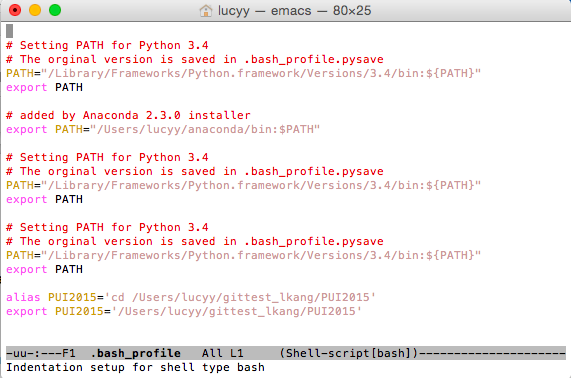 lucyy — emacs — 80×25
# Setting PATH for Python 3.4
# The orginal version is saved in .bash_profile.pysave
PATH="/Library/Frameworks/Python.framework/Versions/3.4/bin:${PATH}"
export PATH
# added by Anaconda 2.3.0 installer
export PATH="/Users/lucyy/anaconda/bin:$PATH"
# Setting PATH for Python 3.4
# The orginal version is saved in .bash_profile.pysave
PATH="/Library/Frameworks/Python.framework/Versions/3.4/bin:${PATH}"
export PATH
# Setting PATH for Python 3.4
# The orginal version is saved in .bash_profile.pysave
PATH="/Library/Frameworks/Python.framework/Versions/3.4/bin:${PATH}"
export PATH
alias PUI2015='cd /Users/lucyy/gittest_lkang/PUI2015'
export PUI2015='/Users/lucyy/gittest_lkang/PUI2015'
-uu-:---F1  .bash_profile   All L1     (Shell-script[bash])---------------------
Indentation setup for shell type bash